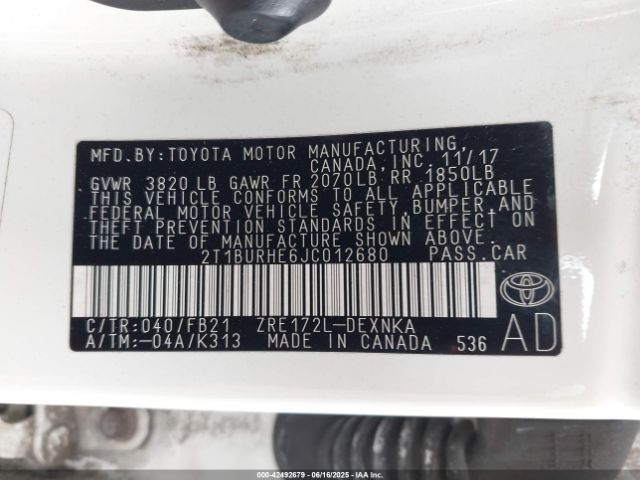 MFD. BY: TOYOTA MOTOR MANUFACTURING,
CANADA, INC. 11/17
GVWR 3820 LB GAWR FR 2070LB, RR 1850LB
THIS VEHICLE CONFORMS TO ALL APPLICABLE
FEDERAL MOTOR VEHICLE SAFETY, BUMPER, AND
THEFT PREVENTION STANDARDS IN EFFECT ON
THE DATE OF MANUFACTURE SHOWN ABOVE.
2T1BURHE6JC012680 PASS. CAR
C/TR: 040/FB21 ZRE172L-DEXNKA
A/TM: -04A/K313 MADE IN CANADA 536
AD
000-42492679 - 06/16/2025 - IAAI.COM